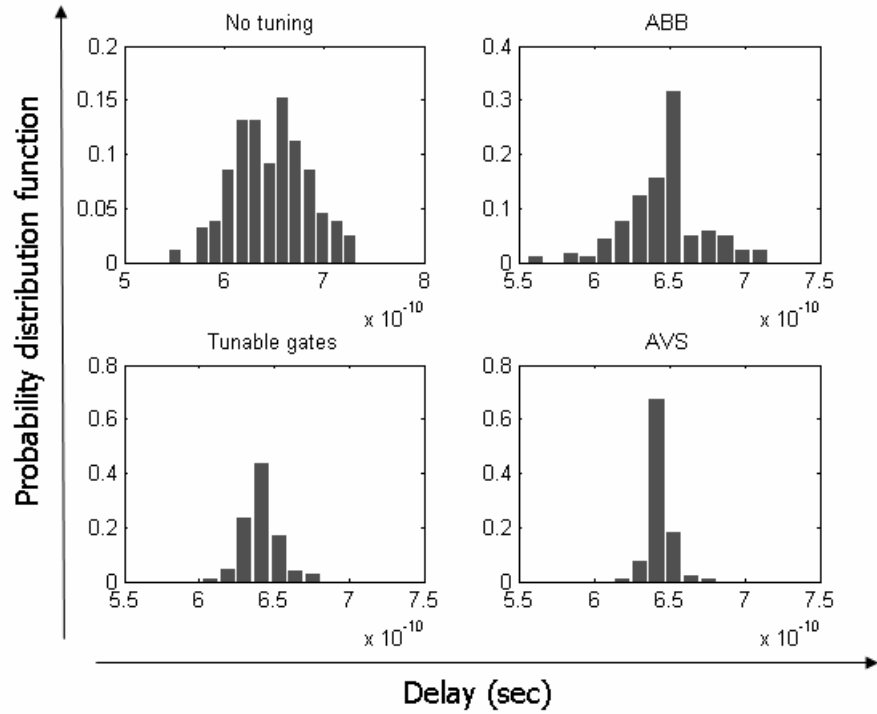 No tuning
0.2
0.15
0.1
0.05
0
5 6 7 8
x 10^-10
ABB
0.4
0.3
0.2
0.1
0
5.5 6 6.5 7 7.5
x 10^-10
Tunable gates
0.8
0.6
0.4
0.2
0
5.5 6 6.5 7 7.5
x 10^-10
AVS
0.8
0.6
0.4
0.2
0
5.5 6 6.5 7 7.5
x 10^-10
Probability distribution function
Delay (sec)